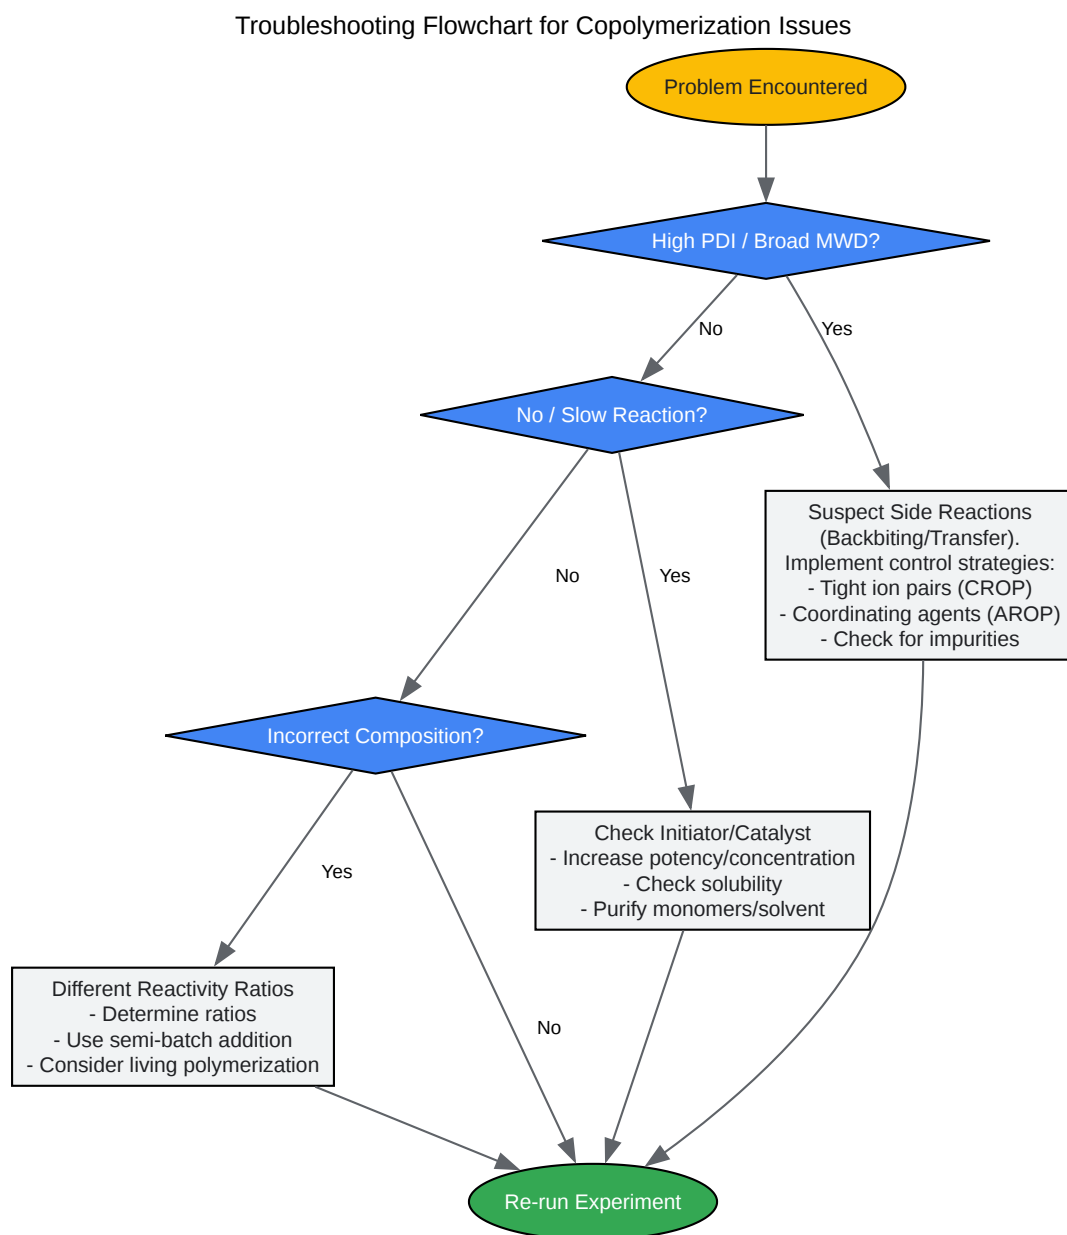 Troubleshooting Flowchart for Copolymerization Issues
Problem Encountered
High PDI / Broad MWD?
No
Yes
No / Slow Reaction?
Suspect Side Reactions
(Backbiting/Transfer).
Implement control strategies:
- Tight ion pairs (CROP)
- Coordinating agents (AROP)
- Check for impurities
No
Yes
Incorrect Composition?
Check Initiator/Catalyst
- Increase potency/concentration
- Check solubility
- Purify monomers/solvent
Yes
Different Reactivity Ratios
- Determine ratios
- Use semi-batch addition
- Consider living polymerization
No
Re-run Experiment